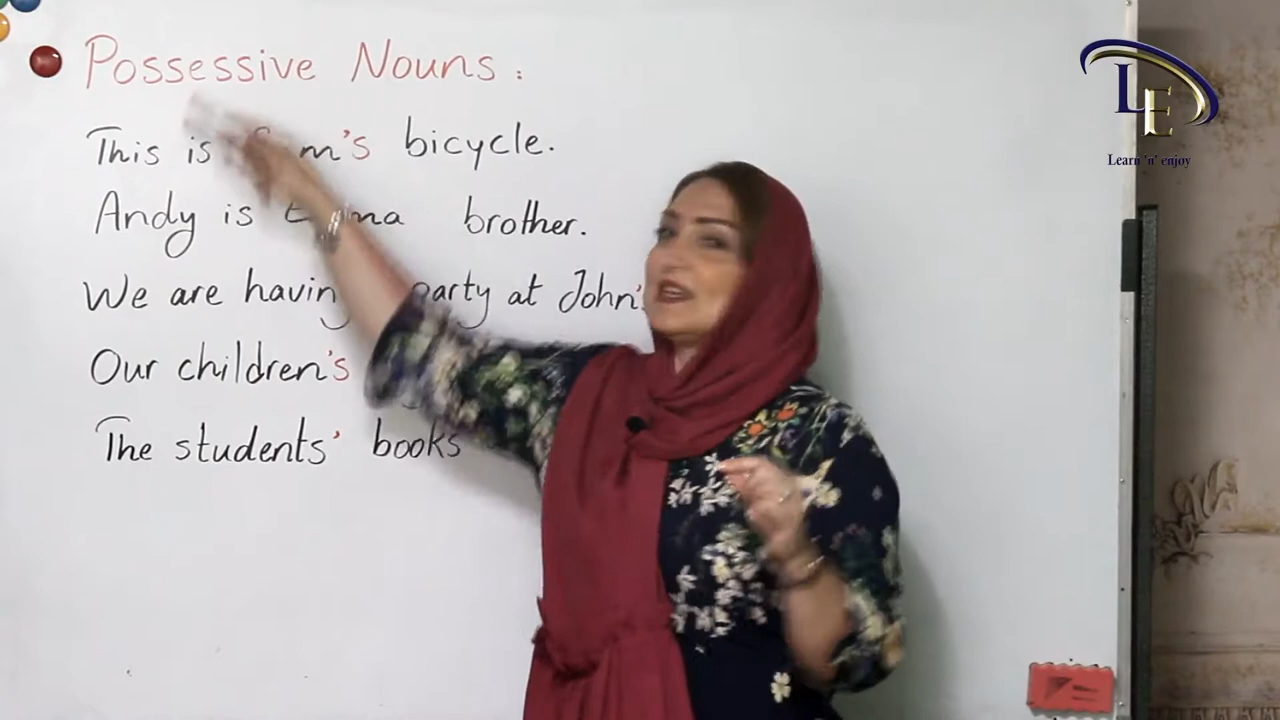 Possessive Nouns :
This is 's bicycle.
Andy is brother.
We are party at John's
Our children's
The students' books
LE
Learn 'n' enjoy